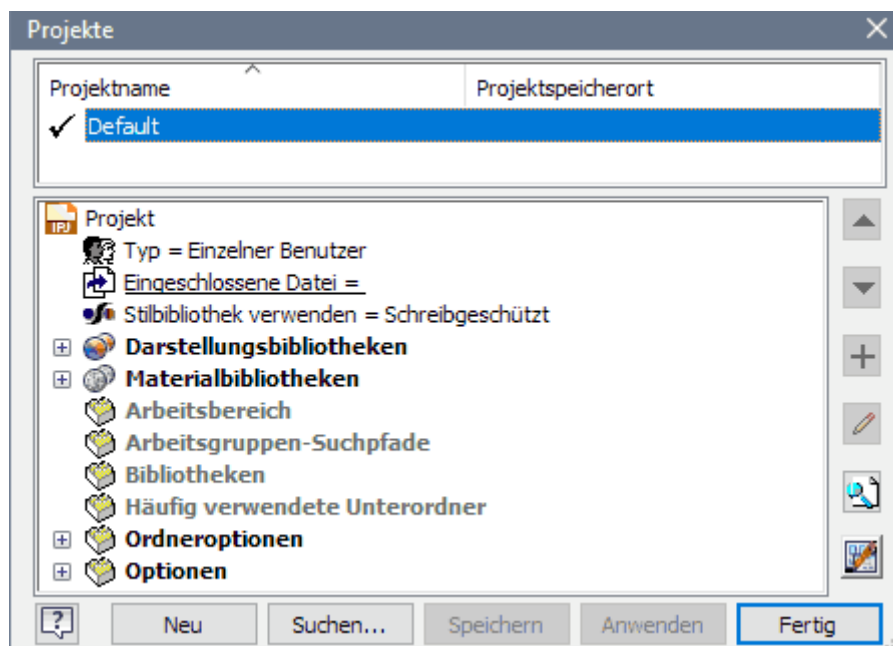 Projekte
Projektname Projektspeicherort
Default
IPJ Projekt
Typ = Einzelner Benutzer
Eingeschlossene Datei =
Stilbibliothek verwenden = Schreibgeschützt
Darstellungsbibliotheken
Materialbibliotheken
Arbeitsbereich
Arbeitsgruppen-Suchpfade
Bibliotheken
Häufig verwendete Unterordner
Ordneroptionen
Optionen
? Neu Suchen... Speichern Anwenden Fertig